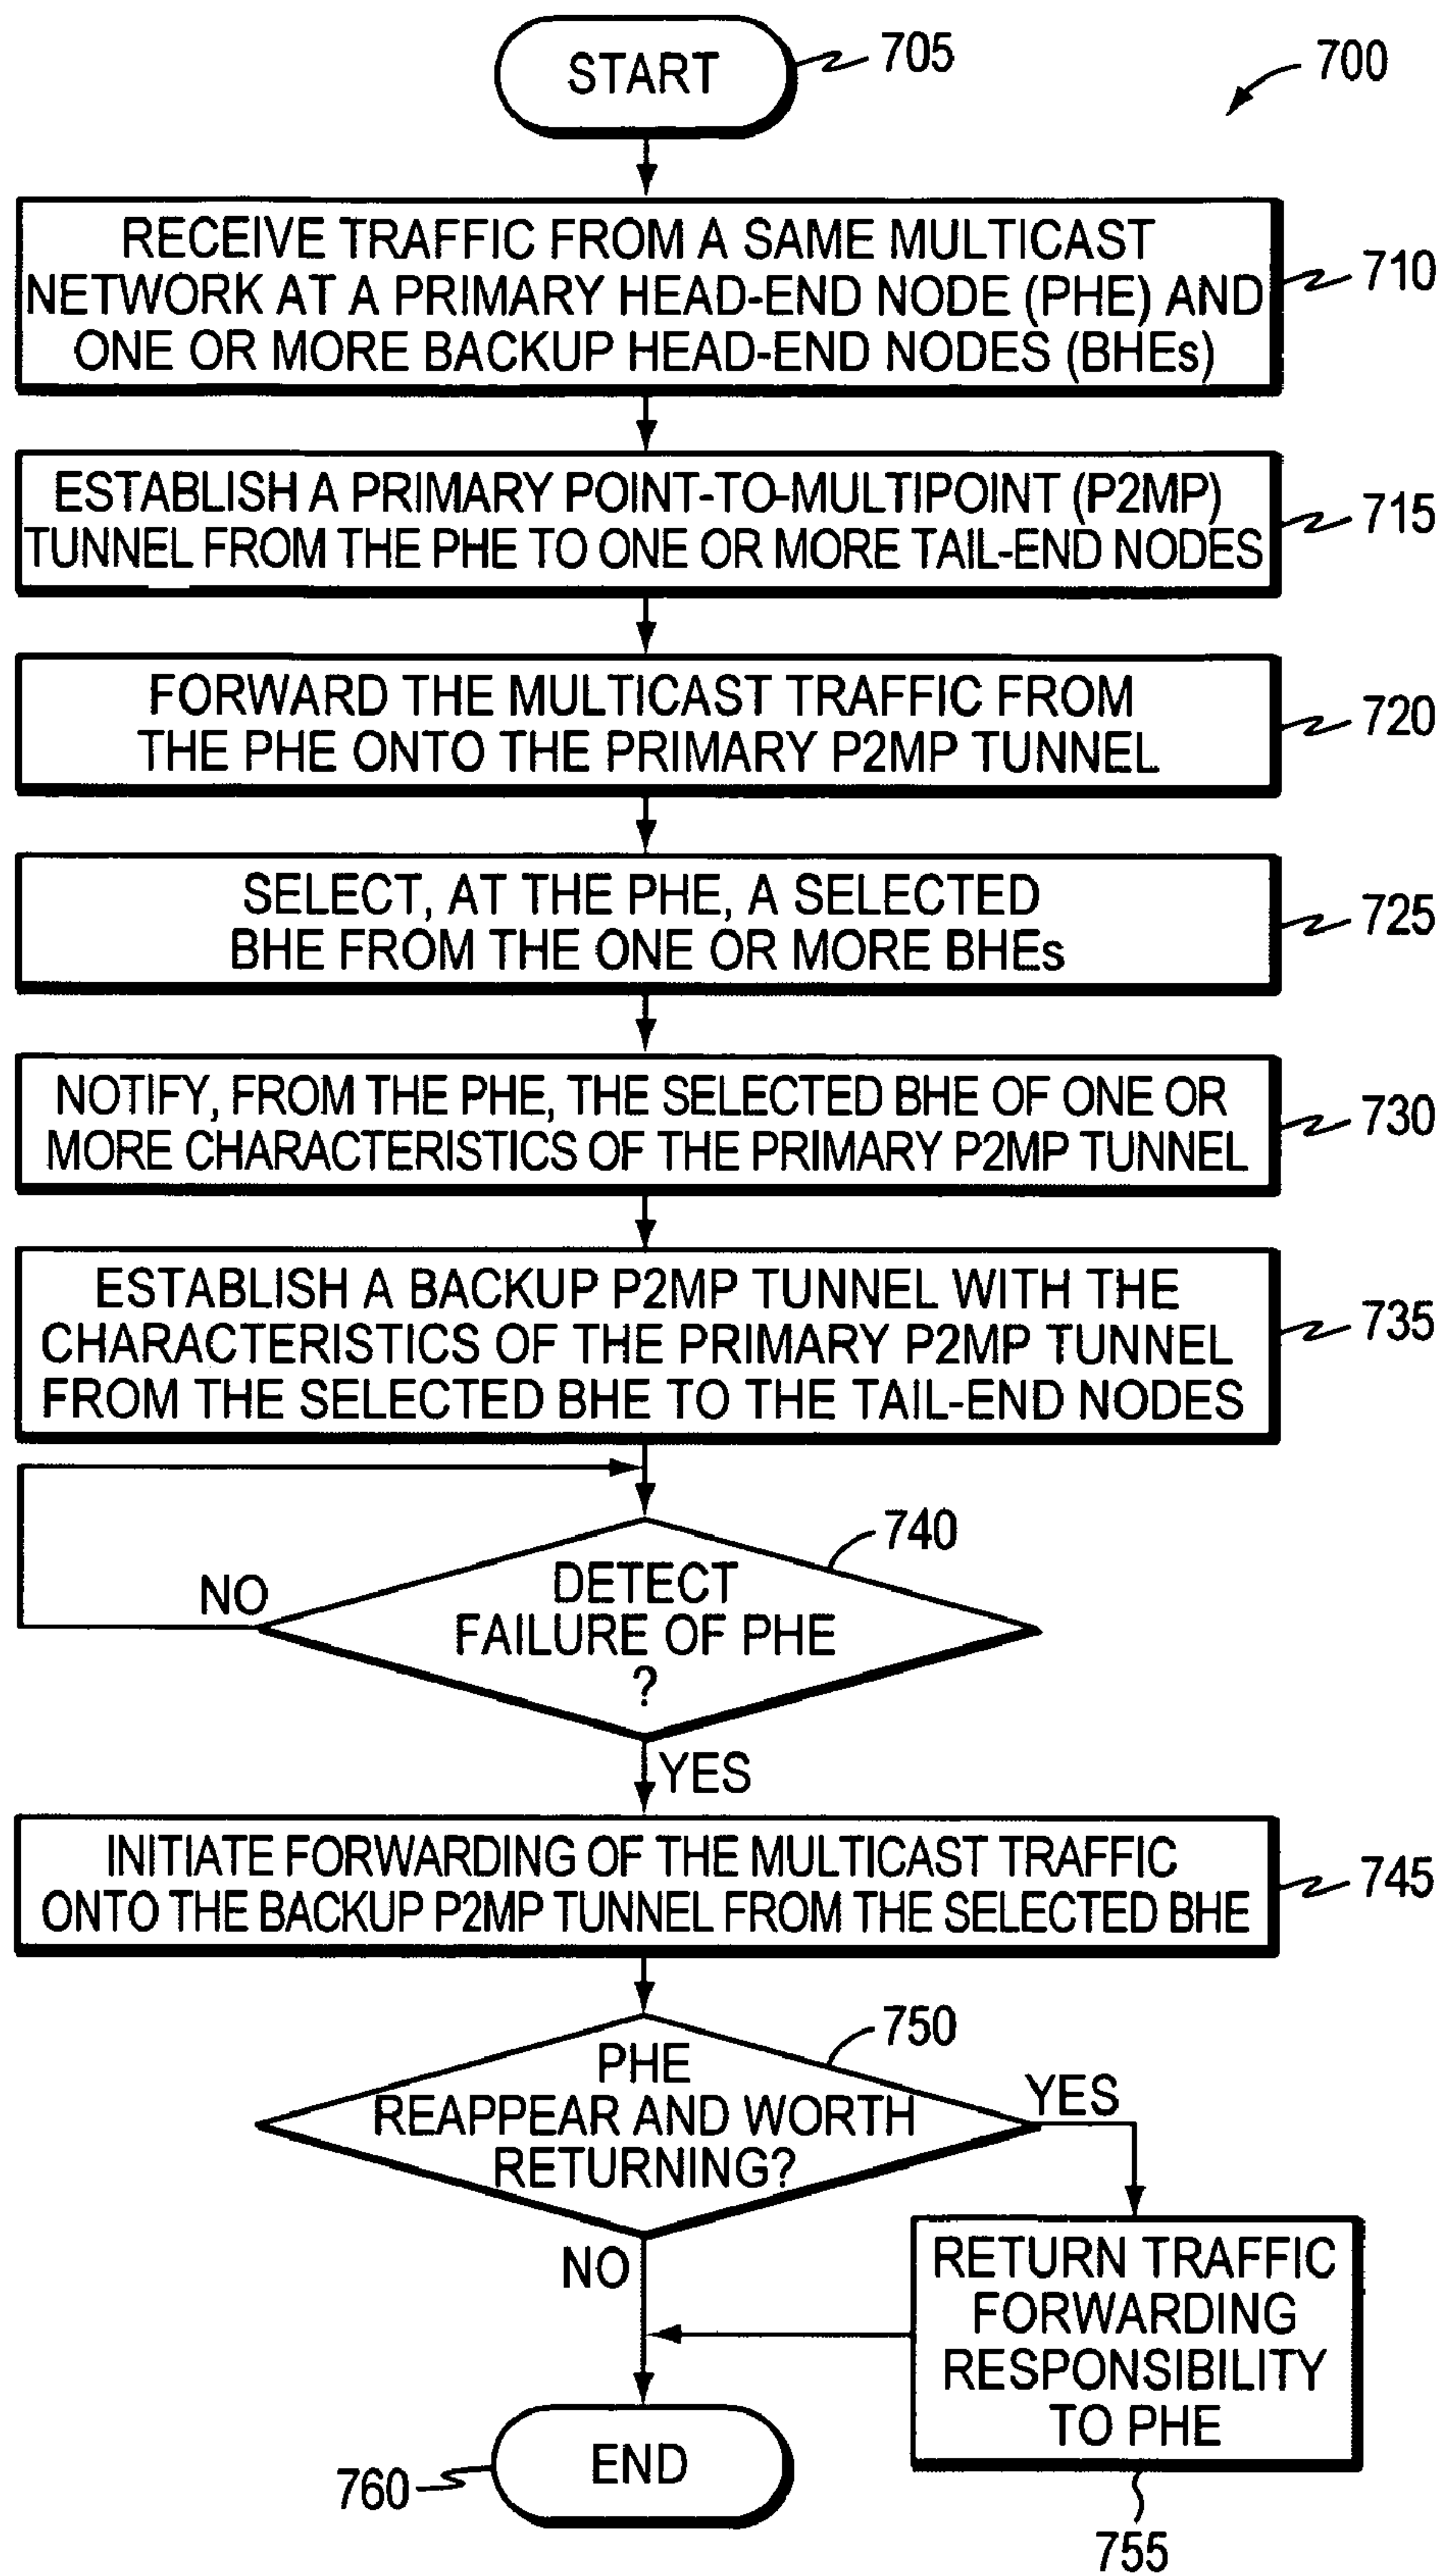 START
705
700
RECEIVE TRAFFIC FROM A SAME MULTICAST
NETWORK AT A PRIMARY HEAD-END NODE (PHE) AND
ONE OR MORE BACKUP HEAD-END NODES (BHEs)
710
ESTABLISH A PRIMARY POINT-TO-MULTIPOINT (P2MP)
TUNNEL FROM THE PHE TO ONE OR MORE TAIL-END NODES
715
FORWARD THE MULTICAST TRAFFIC FROM
THE PHE ONTO THE PRIMARY P2MP TUNNEL
720
SELECT, AT THE PHE, A SELECTED
BHE FROM THE ONE OR MORE BHEs
725
NOTIFY, FROM THE PHE, THE SELECTED BHE OF ONE OR
MORE CHARACTERISTICS OF THE PRIMARY P2MP TUNNEL
730
ESTABLISH A BACKUP P2MP TUNNEL WITH THE
CHARACTERISTICS OF THE PRIMARY P2MP TUNNEL
FROM THE SELECTED BHE TO THE TAIL-END NODES
735
740
DETECT
FAILURE OF PHE
?
NO
YES
INITIATE FORWARDING OF THE MULTICAST TRAFFIC
ONTO THE BACKUP P2MP TUNNEL FROM THE SELECTED BHE
745
750
PHE
REAPPEAR AND WORTH
RETURNING?
YES
NO
RETURN TRAFFIC
FORWARDING
RESPONSIBILITY
TO PHE
755
END
760